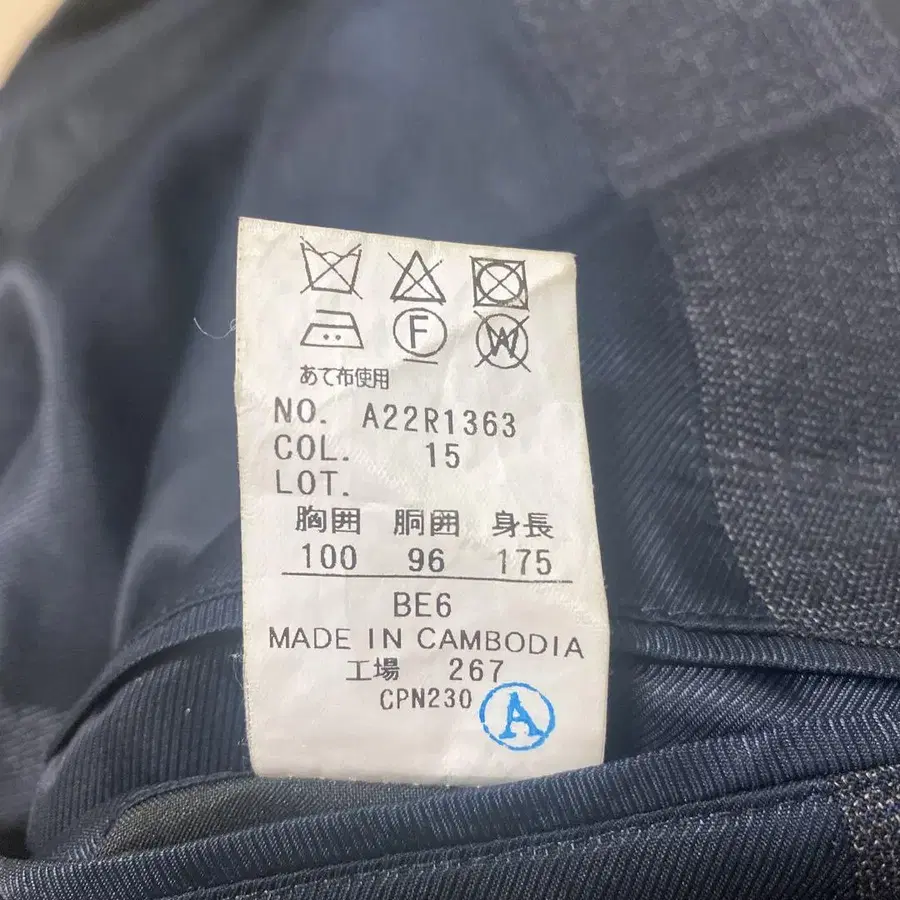 F W
あて布使用
NO. A22R1363
COL. 15
LOT.
胸囲 胴囲 身長
100 96 175
BE6
MADE IN CAMBODIA
工場 267
CPN230 A